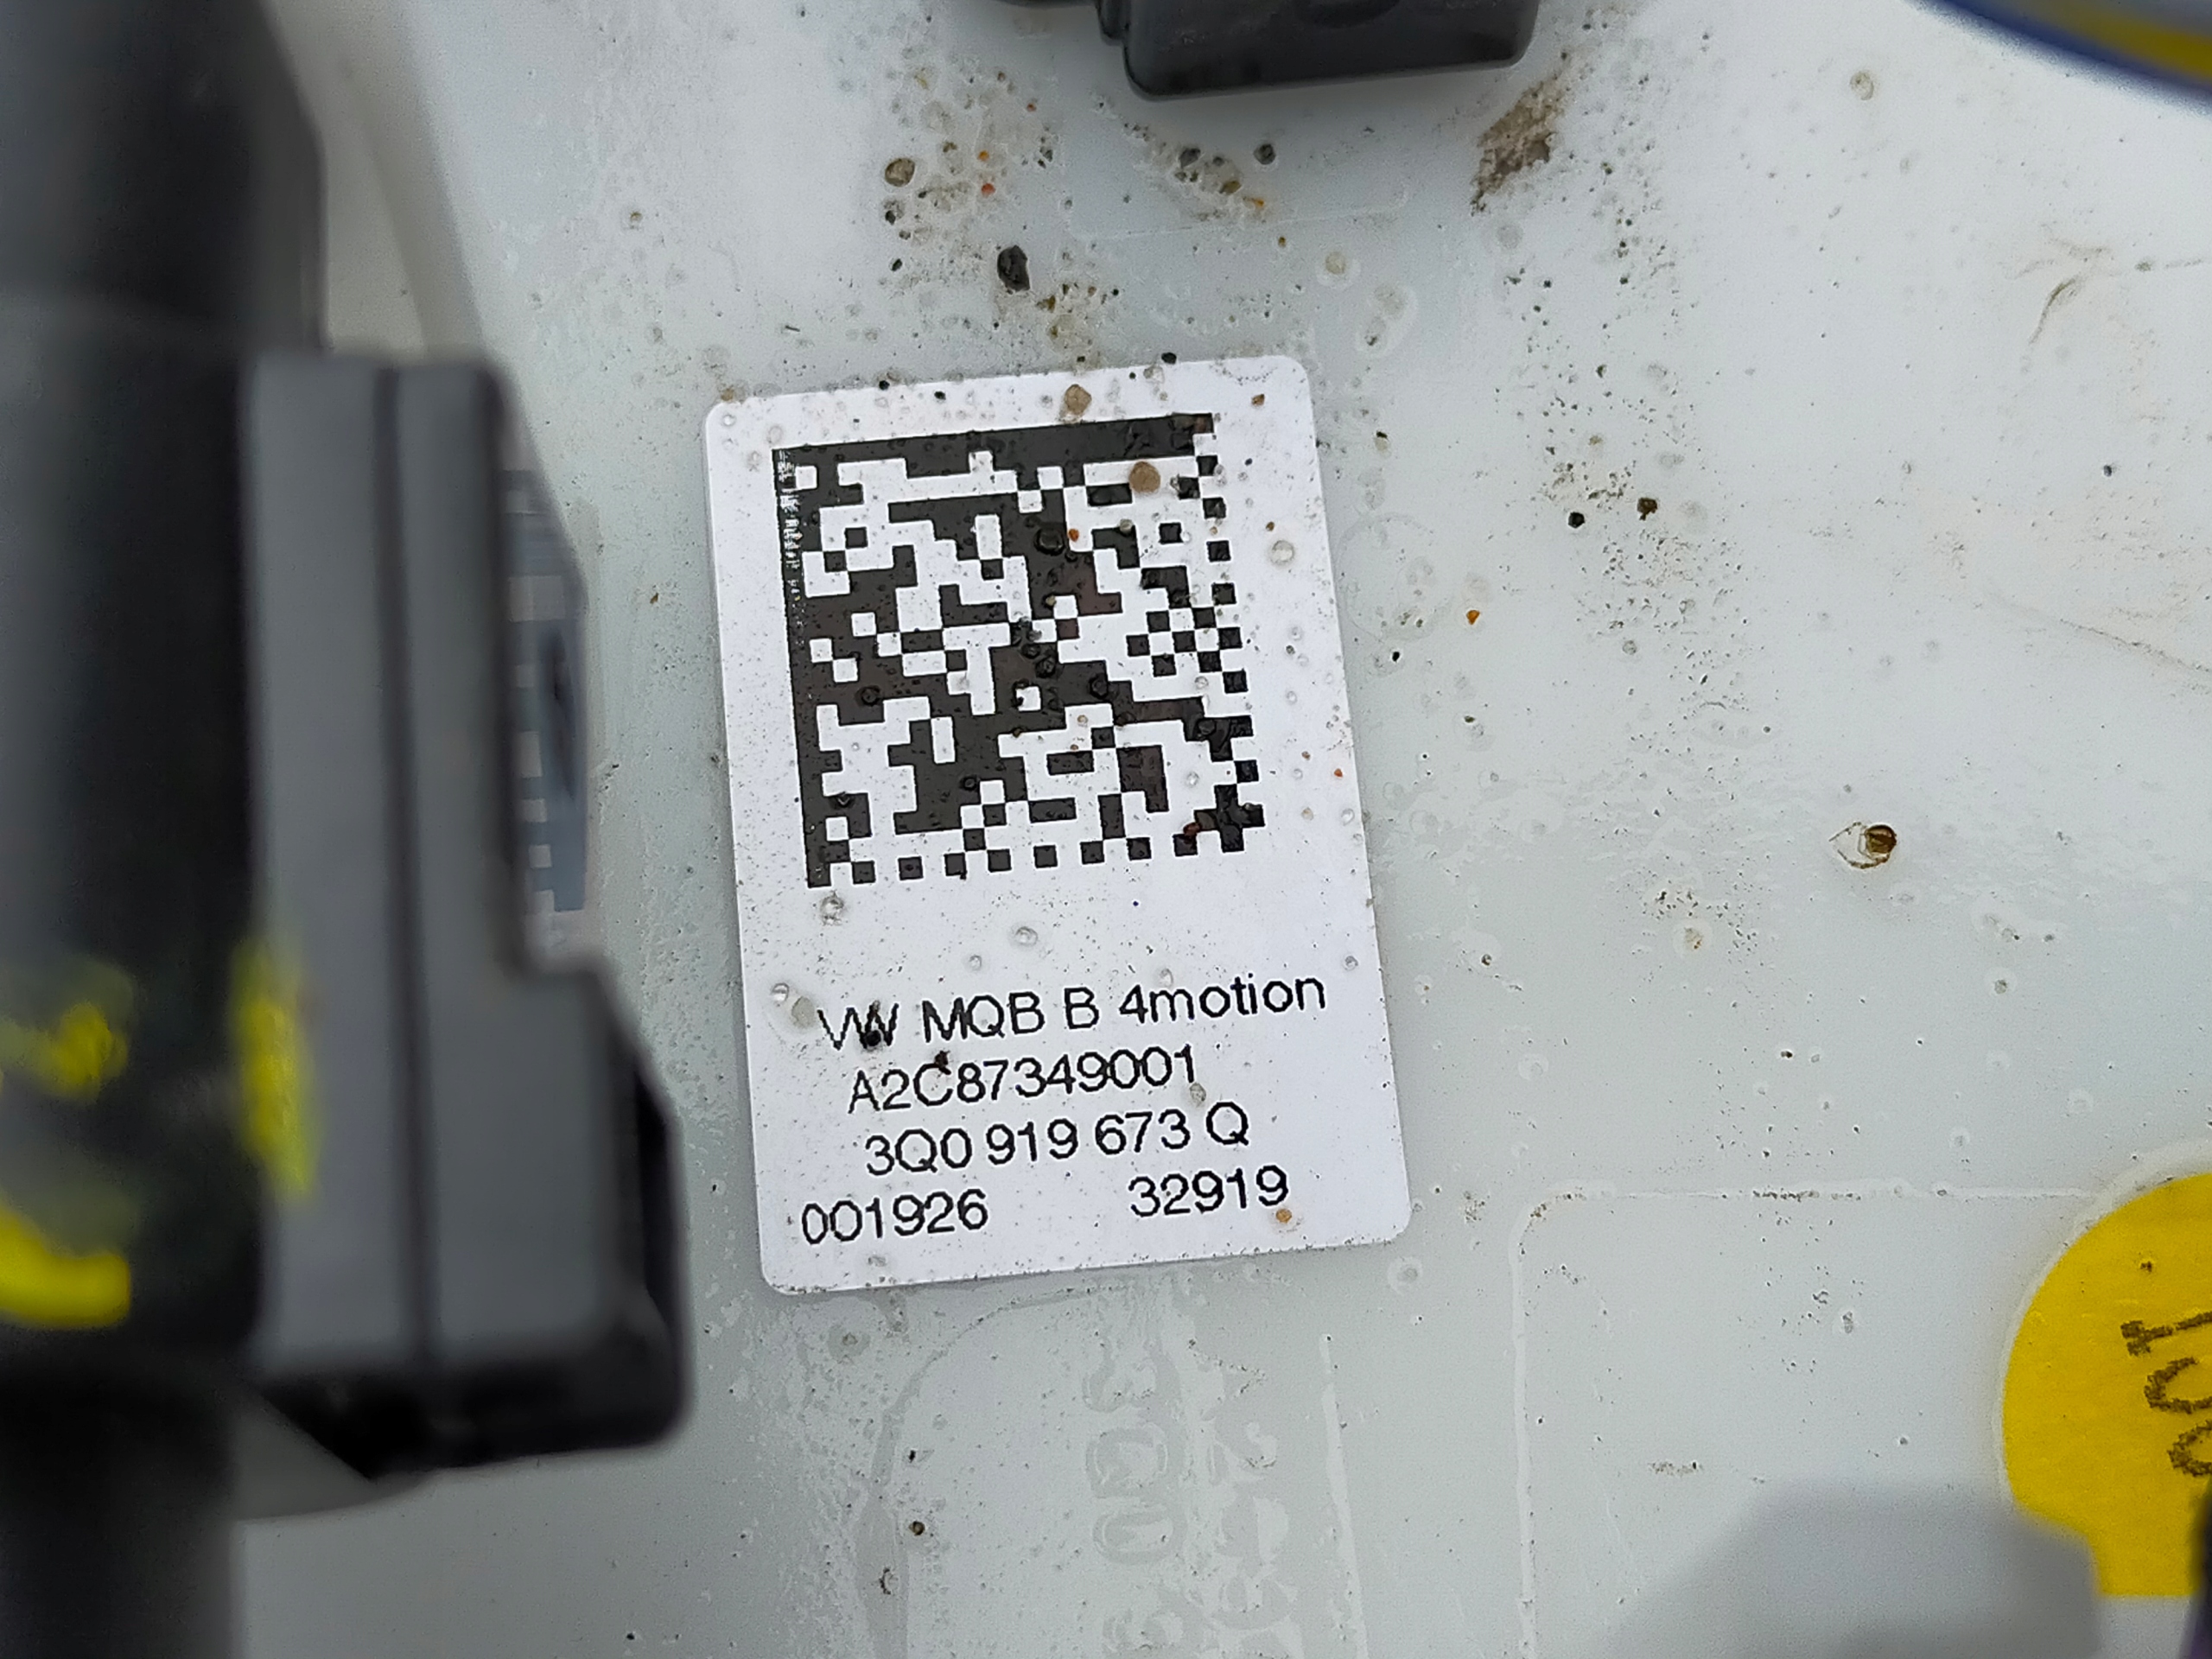 VW MQB B 4motion
A2C87349001
3Q0 919 673 Q
001926 32919